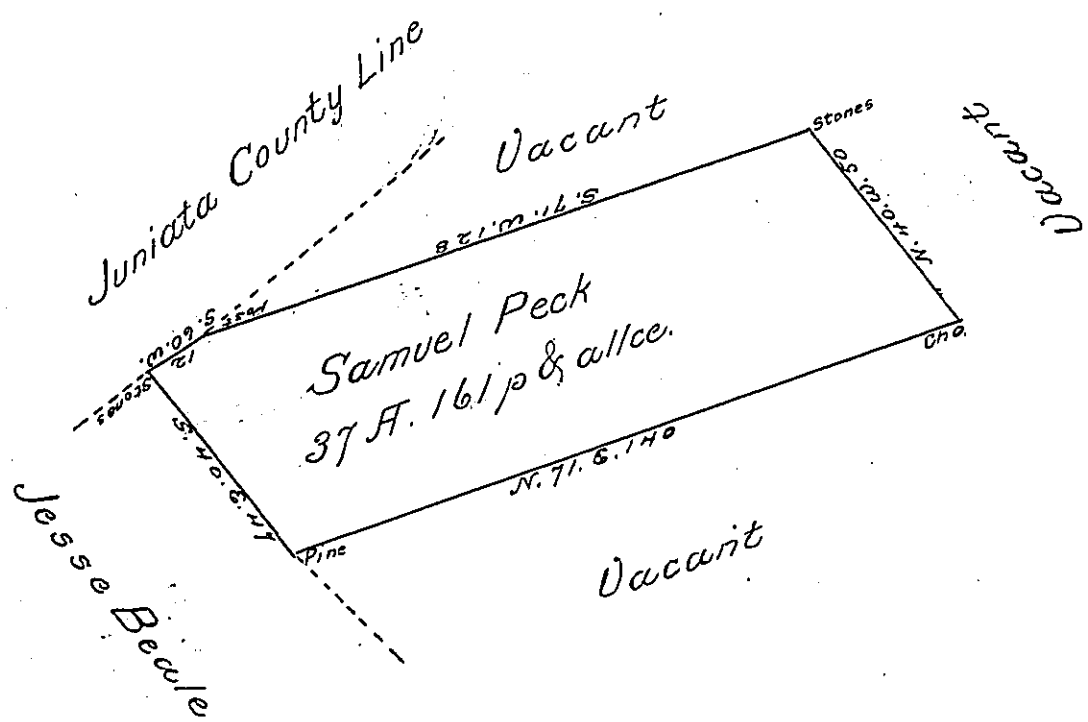 Juniata County Line
Vacant
Stones
Vacant
S. 71. W. 128
N. 40. W. 50
S. 60. W.
12
Stones
Samuel Peck
37 A. 161 p & allce.
Cho.
S. 40. E. 47
N. 71. E. 140
Pine
Jesse Beale
Vacant